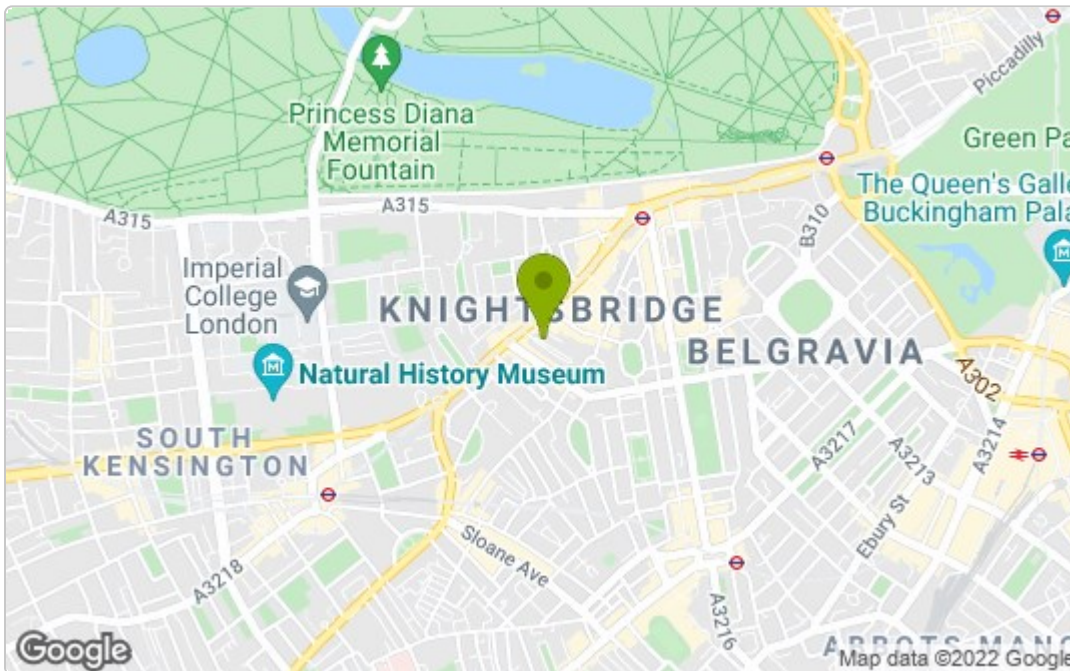 Piccadilly
Princess Diana
Memorial
Fountain
Green Pa
The Queen's Galle
Buckingham Pala
A315
A315
B310
Imperial
College
London
KNIGHTSBRIDGE
BELGRAVIA
Natural History Museum
A302
SOUTH
KENSINGTON
A3217
A3214
A3213
Ebury St
Sloane Ave
A3218
A3216
ABBOTS MANO
Google
Map data ©2022 Google